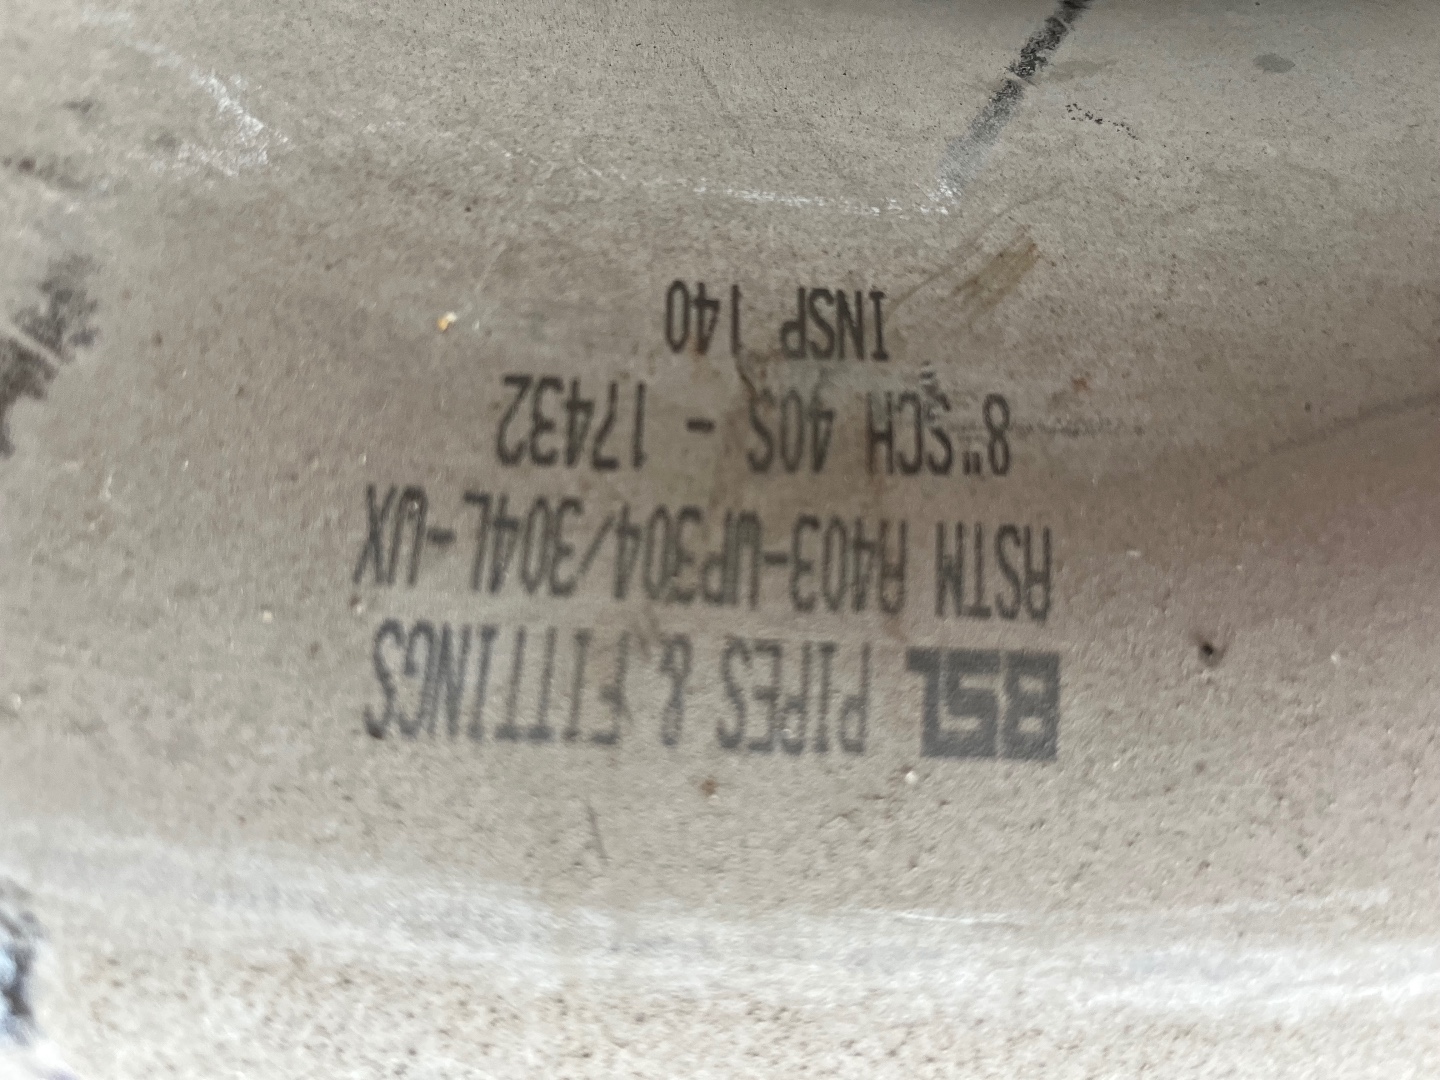 BSL PIPES & FITTINGS
ASTM A403-WP304/304L-WX
8" SCH 40S - 17432
INSP 140